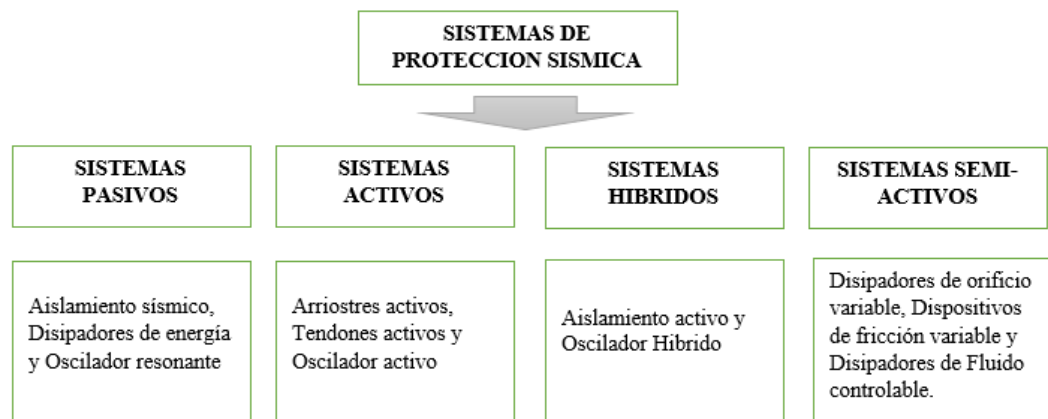 SISTEMAS DE
PROTECCION SISMICA
SISTEMAS
PASIVOS
SISTEMAS
ACTIVOS
SISTEMAS
HIBRIDOS
SISTEMAS SEMI-
ACTIVOS
Aislamiento sísmico,
Disipadores de energía
y Oscilador resonante
Arriostres activos,
Tendones activos y
Oscilador activo
Aislamiento activo y
Oscilador Hibrido
Disipadores de orificio
variable, Dispositivos
de fricción variable y
Disipadores de Fluido
controlable.